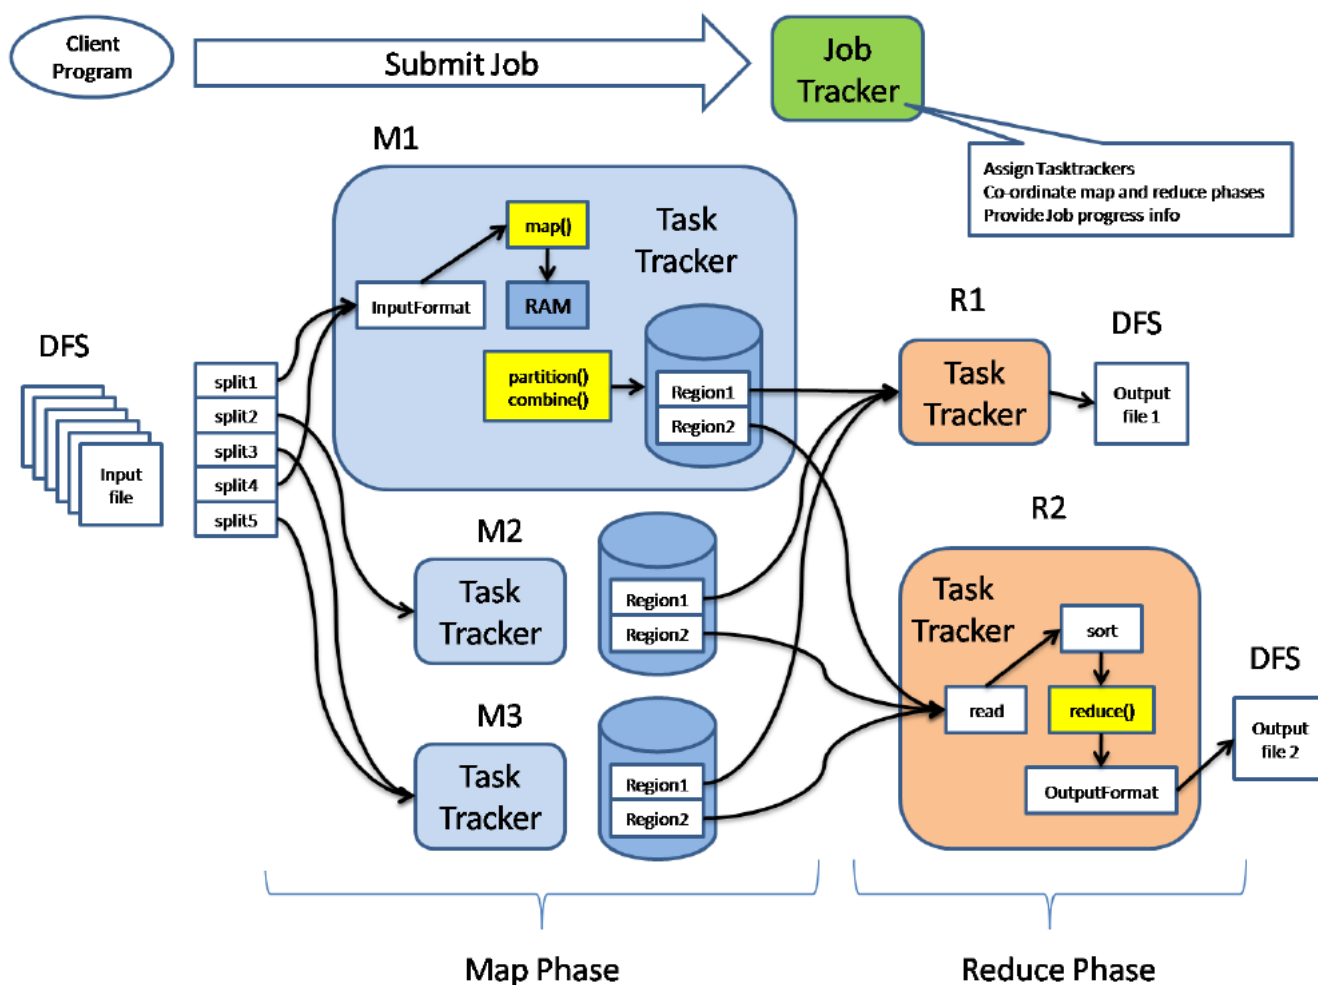 Client
Program
Submit Job
Job
Tracker
Assign Tasktrackers
Co-ordinate map and reduce phases
Provide Job progress info
M1
Task
Tracker
map()
InputFormat
RAM
partition()
combine()
Region1
Region2
DFS
Input
file
split1
split2
split3
split4
split5
M2
Task
Tracker
Region1
Region2
M3
Task
Tracker
Region1
Region2
R1
Task
Tracker
DFS
Output
file 1
R2
Task
Tracker
sort
read
reduce()
OutputFormat
DFS
Output
file 2
Map Phase
Reduce Phase